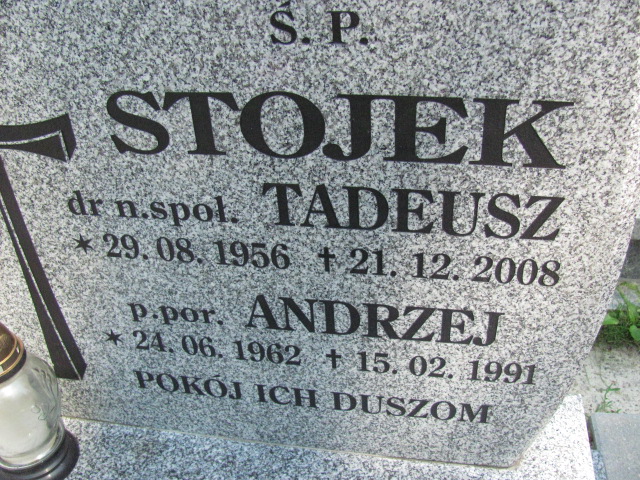 Ś. P.
STOJEK
dr n.społ. TADEUSZ
✶ 29. 08. 1956 ✝ 21. 12. 2008
p.por. ANDRZEJ
✶ 24. 06. 1962 ✝ 15. 02. 1991
POKÓJ ICH DUSZOM